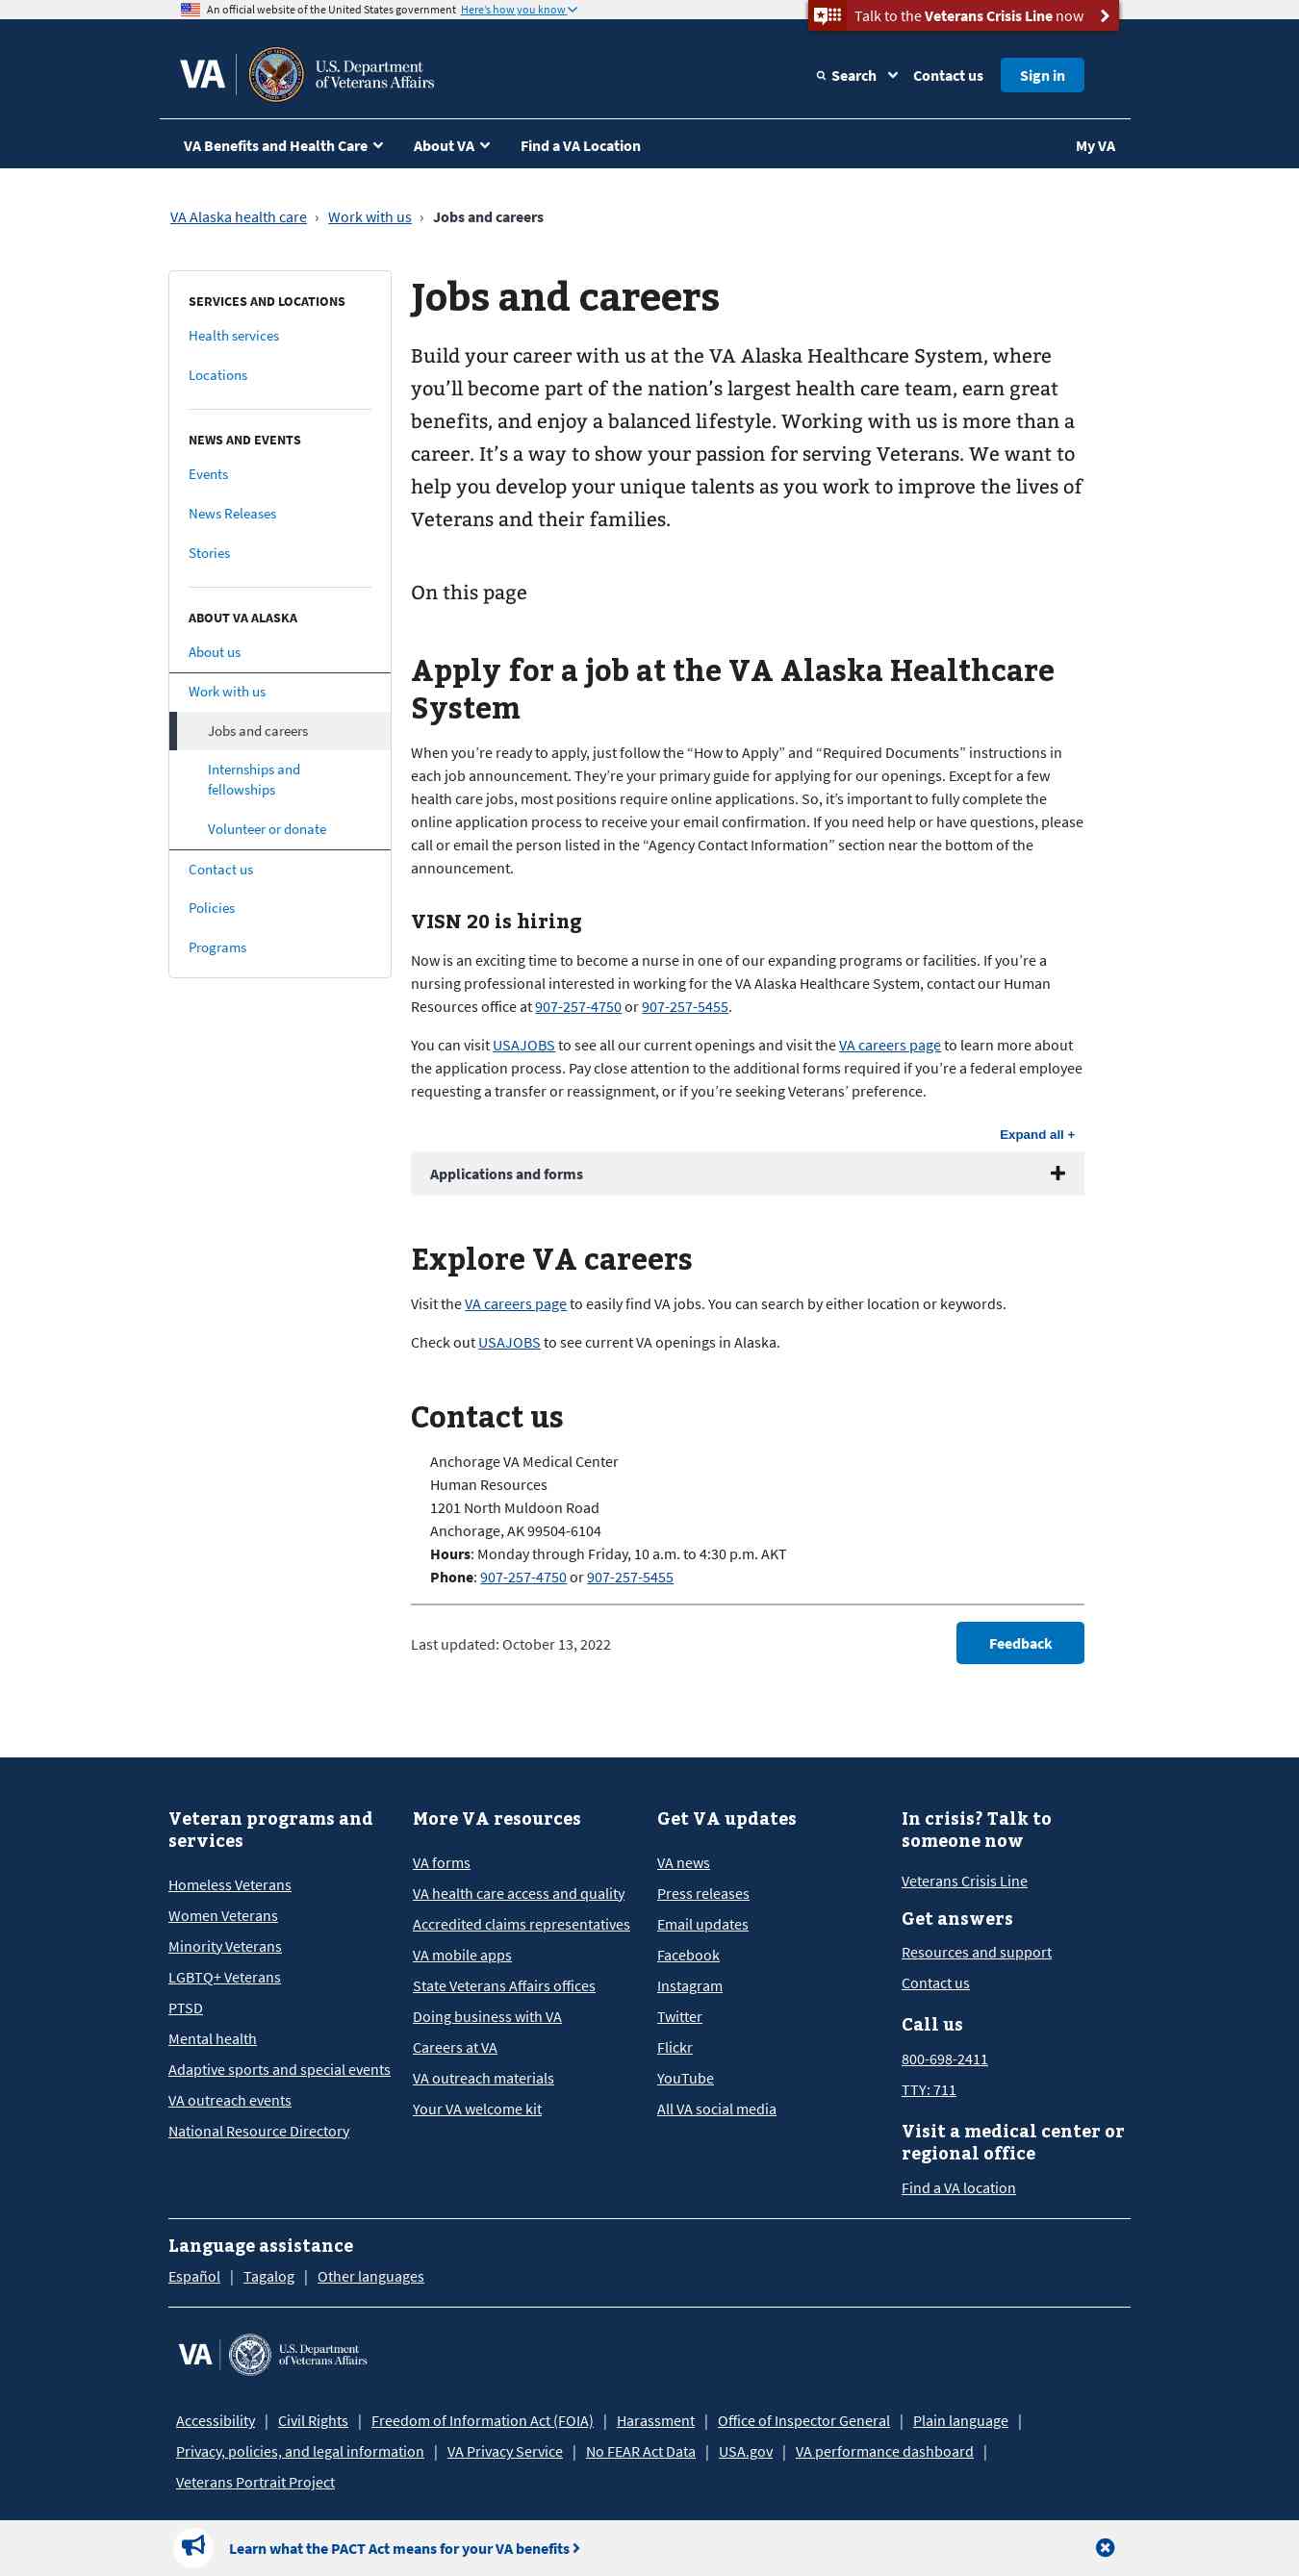 An official website of the United States government Here's how you know
Talk to the Veterans Crisis Line now
VA
U.S. Department
of Veterans Affairs
Search
Contact us
Sign in
VA Benefits and Health Care
About VA
Find a VA Location
My VA
VA Alaska health care › Work with us › Jobs and careers
SERVICES AND LOCATIONS
Health services
Locations
NEWS AND EVENTS
Events
News Releases
Stories
ABOUT VA ALASKA
About us
Work with us
Jobs and careers
Internships and
fellowships
Volunteer or donate
Contact us
Policies
Programs
Jobs and careers
Build your career with us at the VA Alaska Healthcare System, where
you’ll become part of the nation’s largest health care team, earn great
benefits, and enjoy a balanced lifestyle. Working with us is more than a
career. It’s a way to show your passion for serving Veterans. We want to
help you develop your unique talents as you work to improve the lives of
Veterans and their families.
On this page
Apply for a job at the VA Alaska Healthcare
System
When you’re ready to apply, just follow the “How to Apply” and “Required Documents” instructions in
each job announcement. They’re your primary guide for applying for our openings. Except for a few
health care jobs, most positions require online applications. So, it’s important to fully complete the
online application process to receive your email confirmation. If you need help or have questions, please
call or email the person listed in the “Agency Contact Information” section near the bottom of the
announcement.
VISN 20 is hiring
Now is an exciting time to become a nurse in one of our expanding programs or facilities. If you’re a
nursing professional interested in working for the VA Alaska Healthcare System, contact our Human
Resources office at 907-257-4750 or 907-257-5455.
You can visit USAJOBS to see all our current openings and visit the VA careers page to learn more about
the application process. Pay close attention to the additional forms required if you’re a federal employee
requesting a transfer or reassignment, or if you’re seeking Veterans’ preference.
Expand all +
Applications and forms
Explore VA careers
Visit the VA careers page to easily find VA jobs. You can search by either location or keywords.
Check out USAJOBS to see current VA openings in Alaska.
Contact us
Anchorage VA Medical Center
Human Resources
1201 North Muldoon Road
Anchorage, AK 99504-6104
Hours: Monday through Friday, 10 a.m. to 4:30 p.m. AKT
Phone: 907-257-4750 or 907-257-5455
Last updated: October 13, 2022
Feedback
Veteran programs and
services
Homeless Veterans
Women Veterans
Minority Veterans
LGBTQ+ Veterans
PTSD
Mental health
Adaptive sports and special events
VA outreach events
National Resource Directory
More VA resources
VA forms
VA health care access and quality
Accredited claims representatives
VA mobile apps
State Veterans Affairs offices
Doing business with VA
Careers at VA
VA outreach materials
Your VA welcome kit
Get VA updates
VA news
Press releases
Email updates
Facebook
Instagram
Twitter
Flickr
YouTube
All VA social media
In crisis? Talk to
someone now
Veterans Crisis Line
Get answers
Resources and support
Contact us
Call us
800-698-2411
TTY: 711
Visit a medical center or
regional office
Find a VA location
Language assistance
Español | Tagalog | Other languages
VA
U.S. Department
of Veterans Affairs
Accessibility | Civil Rights | Freedom of Information Act (FOIA) | Harassment | Office of Inspector General | Plain language |
Privacy, policies, and legal information | VA Privacy Service | No FEAR Act Data | USA.gov | VA performance dashboard |
Veterans Portrait Project
Learn what the PACT Act means for your VA benefits